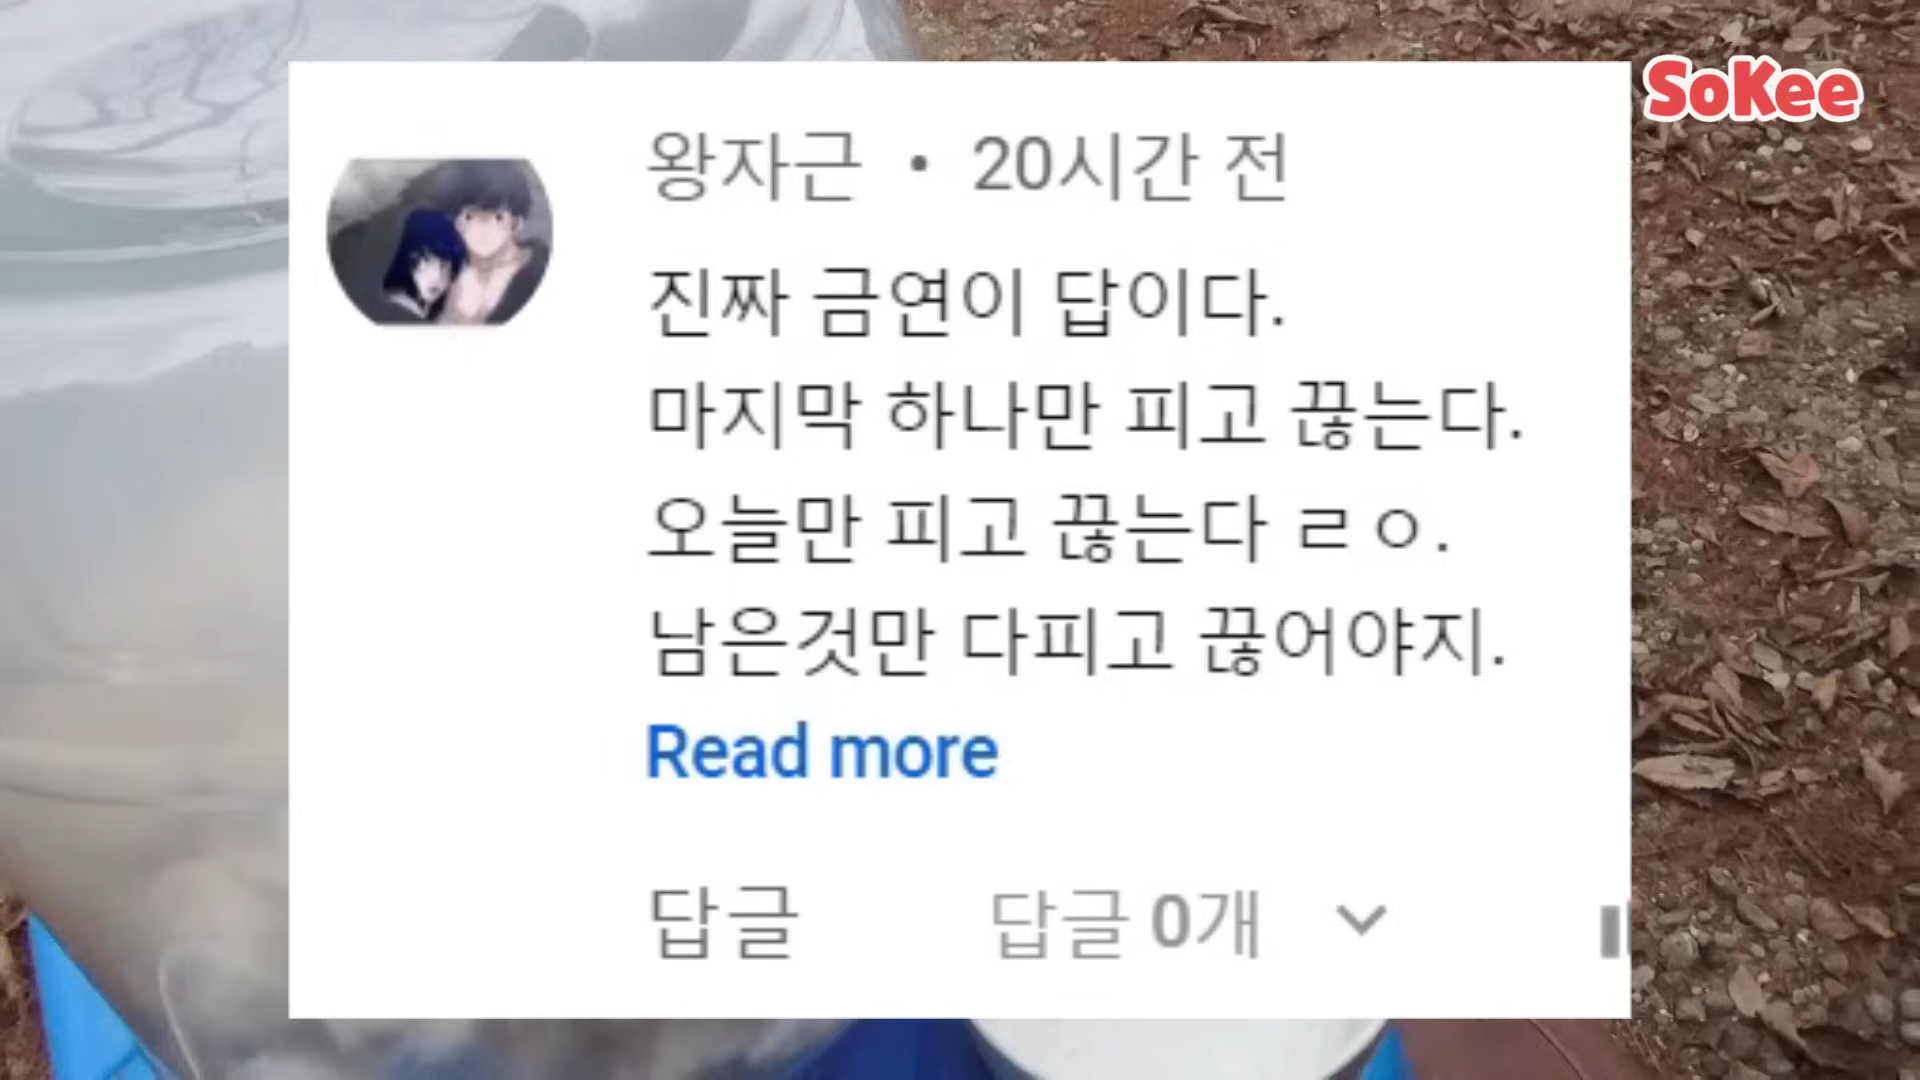 SoKee
왕자근 • 20시간 전
진짜 금연이 답이다.
마지막 하나만 피고 끊는다.
오늘만 피고 끊는다 ㄹㅇ.
남은것만 다피고 끊어야지.
Read more
답글 답글 0개